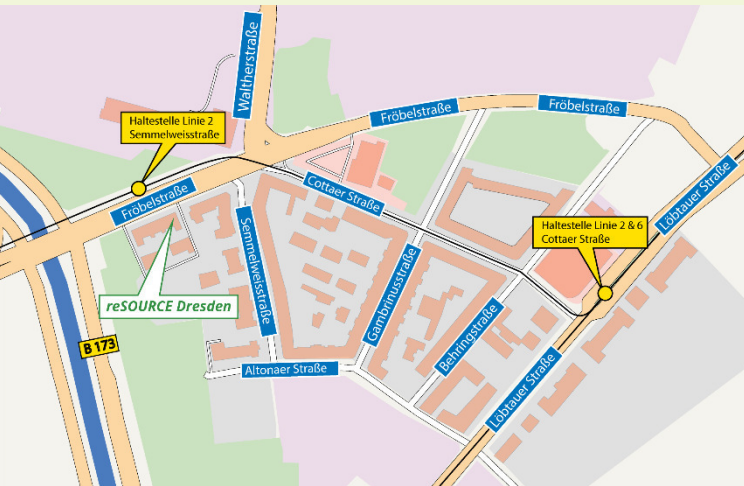 Waltherstraße
Fröbelstraße
Fröbelstraße
Haltestelle Linie 2
Semmelweisstraße
Fröbelstraße
Cottaer Straße
Löbtauer Straße
Haltestelle Linie 2 & 6
Cottaer Straße
Semmelweisstraße
Gambrinusstraße
reSOURCE Dresden
Behringstraße
B 173
Altonaer Straße
Löbtauer Straße